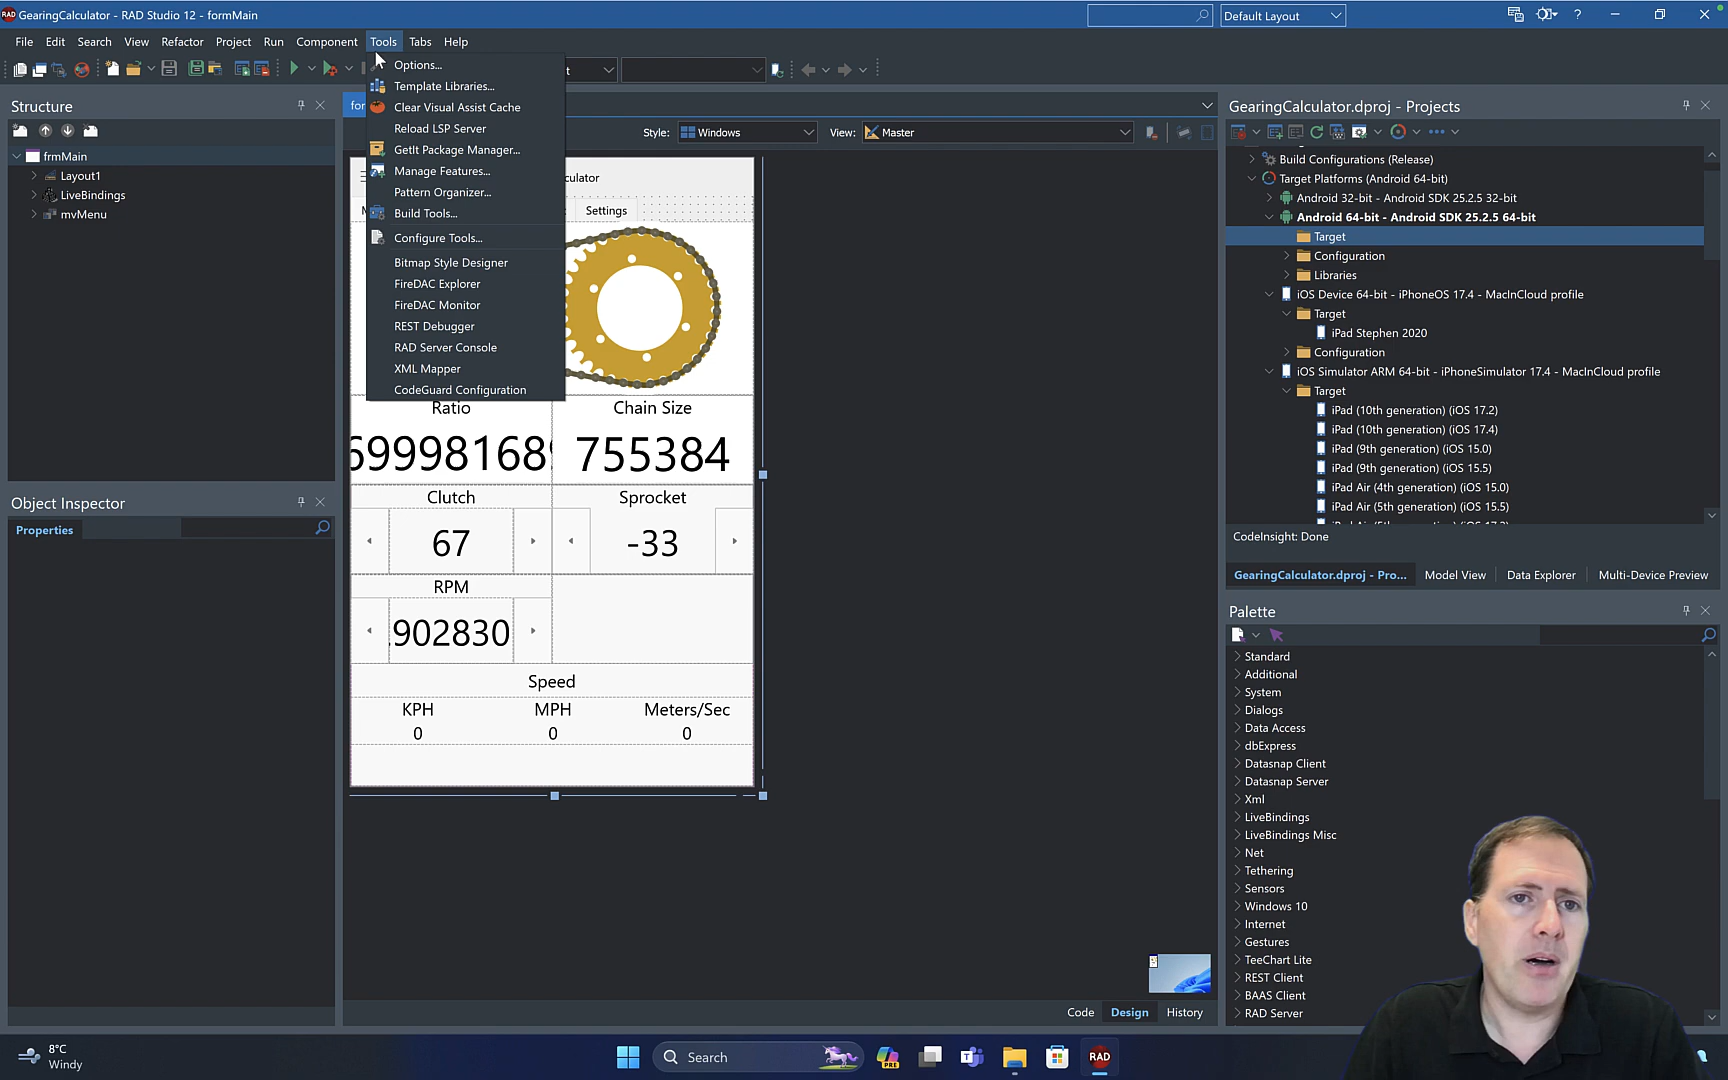 GearingCalculator - RAD Studio 12 - formMain
Default Layout
?
File Edit Search View Refactor Project Run Component Tools Tabs Help
Structure
frmMain
Layout1
LiveBindings
mvMenu
Object Inspector
Properties
Options...
Template Libraries...
Clear Visual Assist Cache
Reload LSP Server
GetIt Package Manager...
Manage Features...
Pattern Organizer...
Build Tools...
Configure Tools...
Bitmap Style Designer
FireDAC Explorer
FireDAC Monitor
REST Debugger
RAD Server Console
XML Mapper
CodeGuard Configuration
Style: Windows View: Master
Settings
Ratio Chain Size
755384
Clutch Sprocket
67 -33
RPM
902830
Speed
KPH MPH Meters/Sec
0 0 0
Code Design History
GearingCalculator.dproj - Projects
Build Configurations (Release)
Target Platforms (Android 64-bit)
Android 32-bit - Android SDK 25.2.5 32-bit
Android 64-bit - Android SDK 25.2.5 64-bit
Target
Configuration
Libraries
iOS Device 64-bit - iPhoneOS 17.4 - MacInCloud profile
Target
iPad Stephen 2020
Configuration
iOS Simulator ARM 64-bit - iPhoneSimulator 17.4 - MacInCloud profile
Target
iPad (10th generation) (iOS 17.2)
iPad (10th generation) (iOS 17.4)
iPad (9th generation) (iOS 15.0)
iPad (9th generation) (iOS 15.5)
iPad Air (4th generation) (iOS 15.0)
iPad Air (5th generation) (iOS 15.5)
CodeInsight: Done
GearingCalculator.dproj - Pro... Model View Data Explorer Multi-Device Preview
Palette
Standard
Additional
System
Dialogs
Data Access
dbExpress
Datasnap Client
Datasnap Server
Xml
LiveBindings
LiveBindings Misc
Net
Tethering
Sensors
Windows 10
Internet
Gestures
TeeChart Lite
REST Client
BAAS Client
RAD Server
8°C
Windy
Search
PRE
RAD